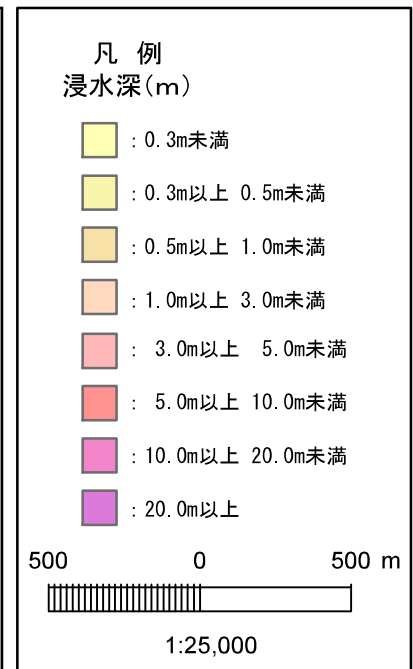 凡 例
浸水深(m)
: 0.3m未満
: 0.3m以上 0.5m未満
: 0.5m以上 1.0m未満
: 1.0m以上 3.0m未満
: 3.0m以上 5.0m未満
: 5.0m以上 10.0m未満
: 10.0m以上 20.0m未満
: 20.0m以上
500 0 500 m
1:25,000